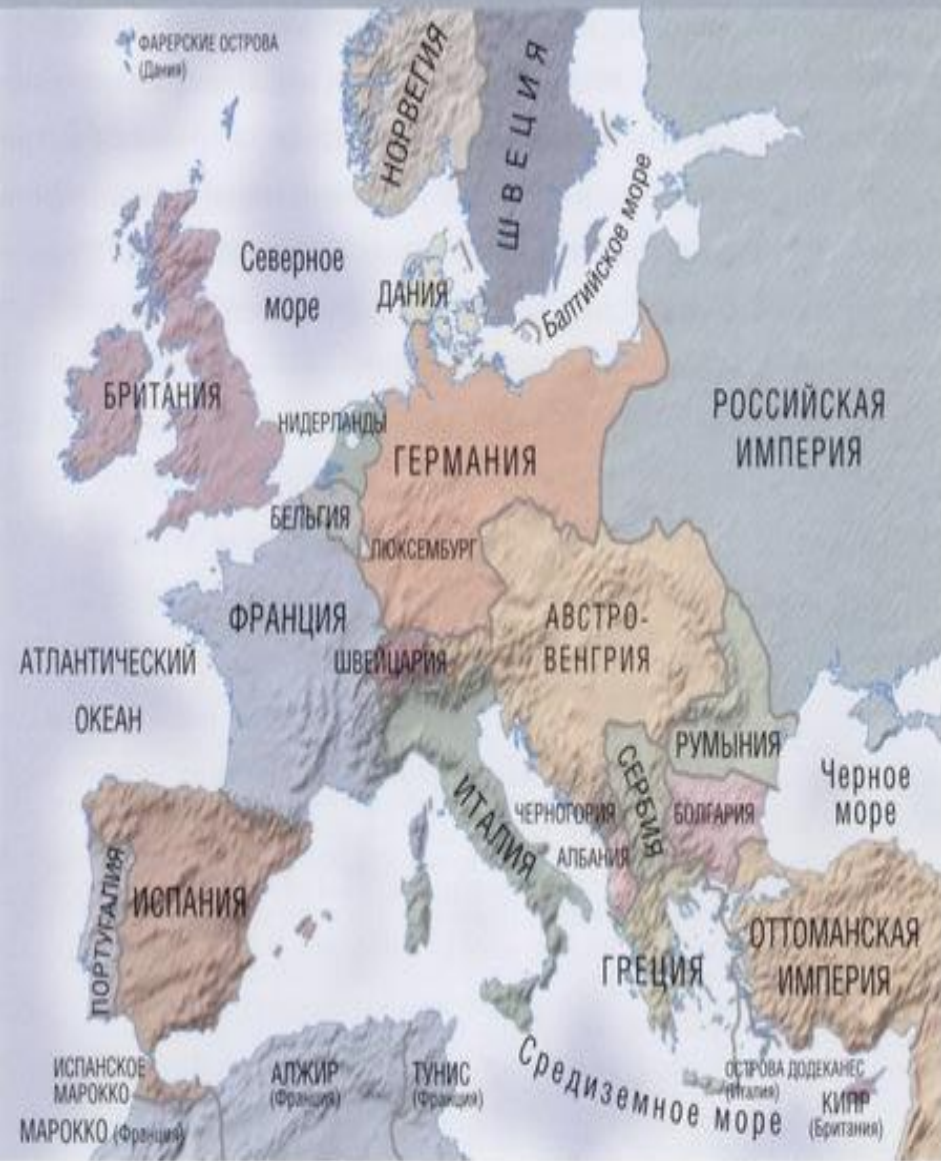 ФАРЕРСКИЕ ОСТРОВА
(Дания)
НОРВЕГИЯ
ШВЕЦИЯ
Балтийское море
Северное
море
ДАНИЯ
БРИТАНИЯ
НИДЕРЛАНДЫ
ГЕРМАНИЯ
РОССИЙСКАЯ
ИМПЕРИЯ
БЕЛЬГИЯ
ЛЮКСЕМБУРГ
ФРАНЦИЯ
АВСТРО-
ВЕНГРИЯ
ШВЕЙЦАРИЯ
АТЛАНТИЧЕСКИЙ
ОКЕАН
РУМЫНИЯ
СЕРБИЯ
Черное
море
ИТАЛИЯ
ЧЕРНОГОРИЯ
БОЛГАРИЯ
АЛБАНИЯ
ПОРТУГАЛИЯ
ИСПАНИЯ
ОТТОМАНСКАЯ
ИМПЕРИЯ
ГРЕЦИЯ
Средиземное море
ИСПАНСКОЕ
МАРОККО
МАРОККО (Франция)
АЛЖИР
(Франция)
ТУНИС
(Франция)
ОСТРОВА ДОДЕКАНЕС
(Италия)
КИПР
(Британия)